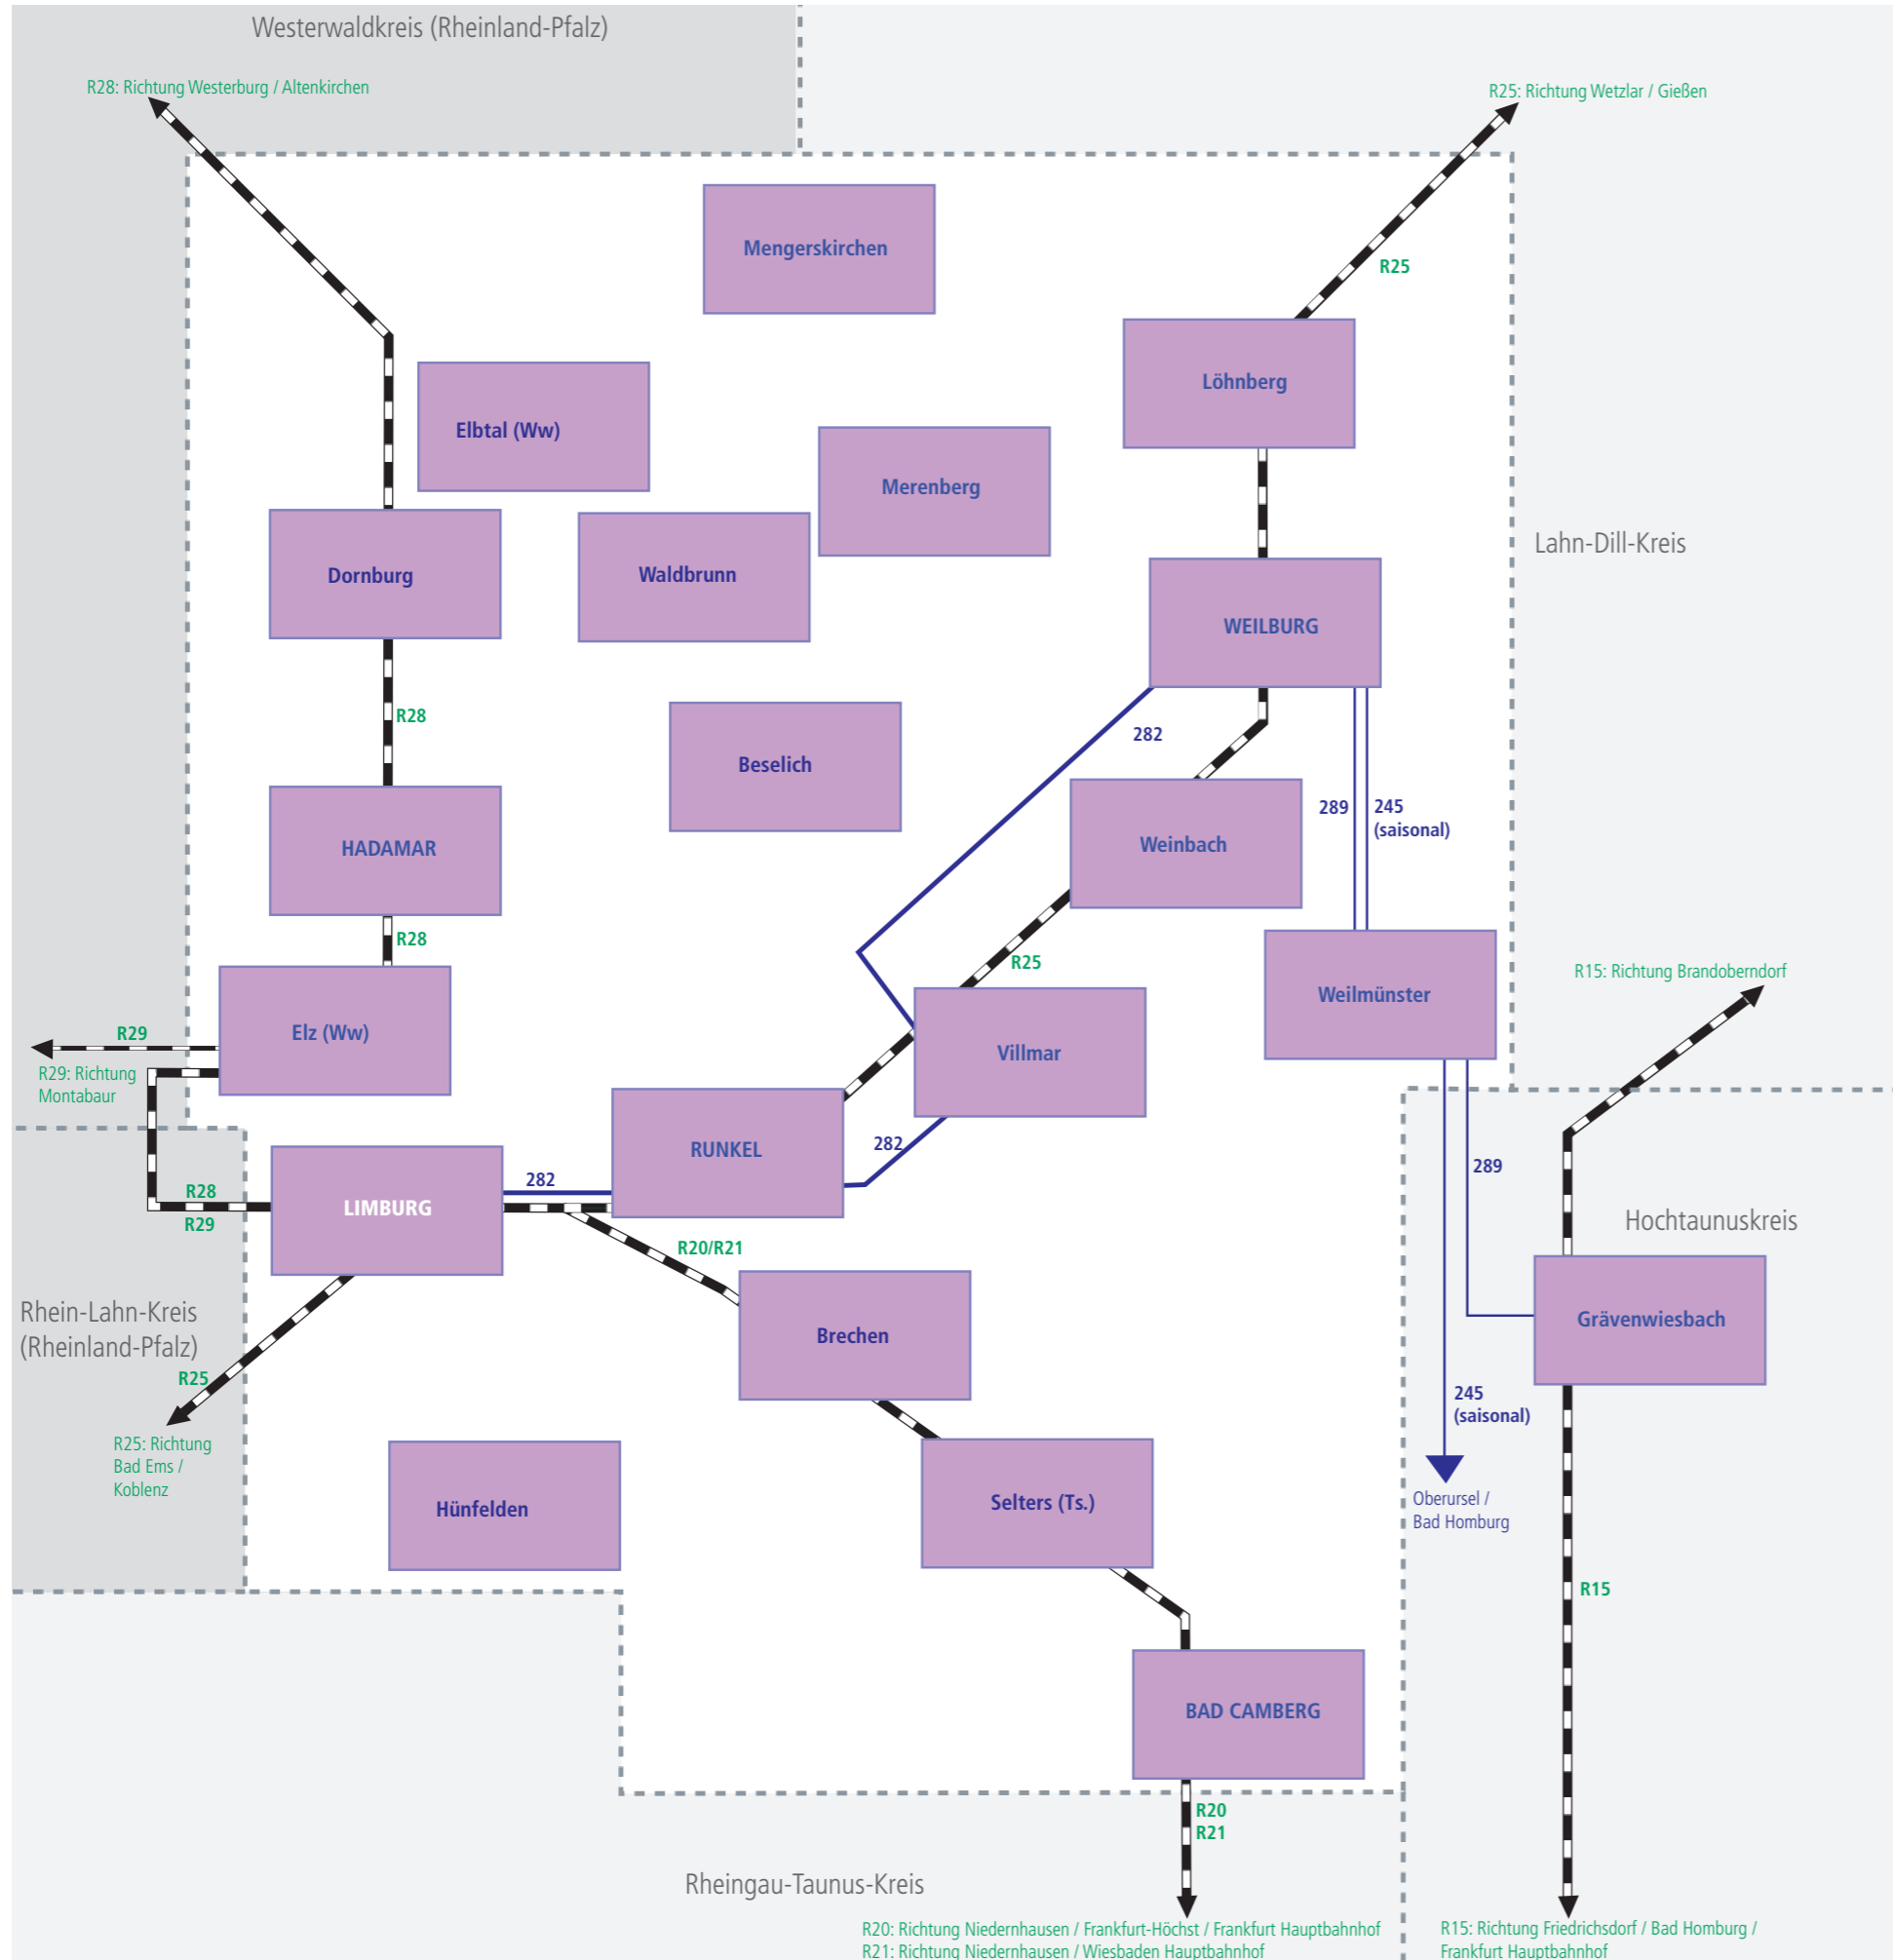 Westerwaldkreis (Rheinland-Pfalz)
R28: Richtung Westerburg / Altenkirchen
R25: Richtung Wetzlar / Gießen
Mengerskirchen
R25
Löhnberg
Elbtal (Ww)
Merenberg
Lahn-Dill-Kreis
Dornburg
Waldbrunn
WEILBURG
R28
282
Beselich
289
245
(saisonal)
HADAMAR
Weinbach
R28
R25
R15: Richtung Brandoberndorf
Weilmünster
R29
Elz (Ww)
Villmar
R29: Richtung
Montabaur
RUNKEL
282
289
282
R28
LIMBURG
R29
Hochtaunuskreis
R20/R21
Rhein-Lahn-Kreis
(Rheinland-Pfalz)
Grävenwiesbach
Brechen
R25
245
(saisonal)
R25: Richtung
Bad Ems /
Koblenz
Hünfelden
Selters (Ts.)
Oberursel /
Bad Homburg
R15
BAD CAMBERG
R20
R21
Rheingau-Taunus-Kreis
R20: Richtung Niedernhausen / Frankfurt-Höchst / Frankfurt Hauptbahnhof
R21: Richtung Niedernhausen / Wiesbaden Hauptbahnhof
R15: Richtung Friedrichsdorf / Bad Homburg /
Frankfurt Hauptbahnhof